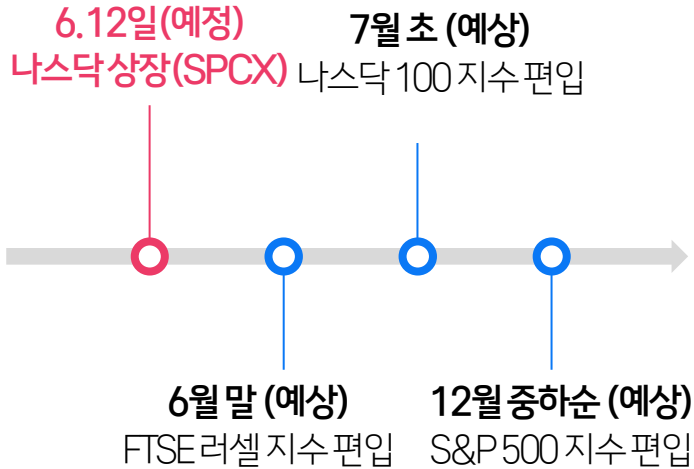 6.12일(예정)
나스닥 상장(SPCX)
7월 초 (예상)
나스닥 100 지수 편입
6월 말 (예상)
FTSE 러셀 지수 편입
12월 중하순 (예상)
S&P 500 지수 편입